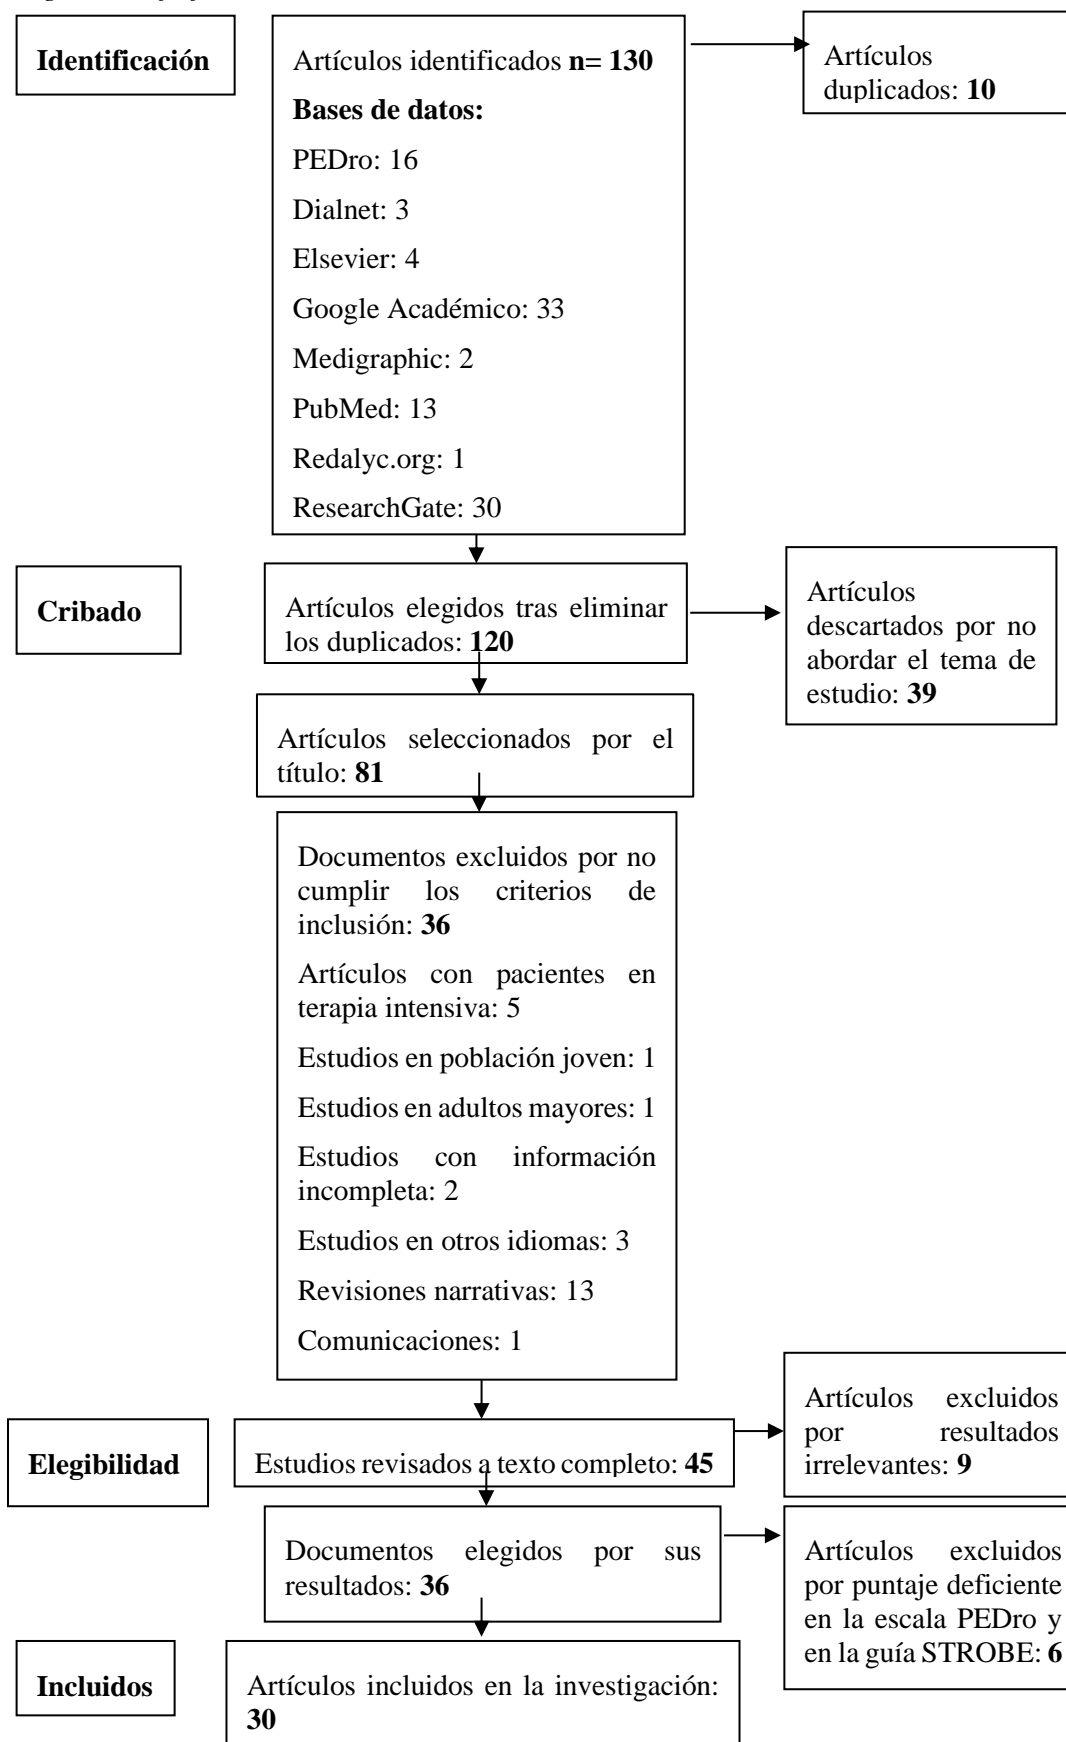 Identificación
Artículos identificados n= 130
Bases de datos:
PEDro: 16
Dialnet: 3
Elsevier: 4
Google Académico: 33
Medigraphic: 2
PubMed: 13
Redalyc.org: 1
ResearchGate: 30
Artículos
duplicados: 10
Cribado
Artículos elegidos tras eliminar
los duplicados: 120
Artículos
descartados por no
abordar el tema de
estudio: 39
Artículos seleccionados por el
título: 81
Documentos excluidos por no
cumplir los criterios de
inclusión: 36
Artículos con pacientes en
terapia intensiva: 5
Estudios en población joven: 1
Estudios en adultos mayores: 1
Estudios con información
incompleta: 2
Estudios en otros idiomas: 3
Revisiones narrativas: 13
Comunicaciones: 1
Elegibilidad
Estudios revisados a texto completo: 45
Artículos excluidos
por resultados
irrelevantes: 9
Documentos elegidos por sus
resultados: 36
Artículos excluidos
por puntaje deficiente
en la escala PEDro y
en la guía STROBE: 6
Incluidos
Artículos incluidos en la investigación:
30